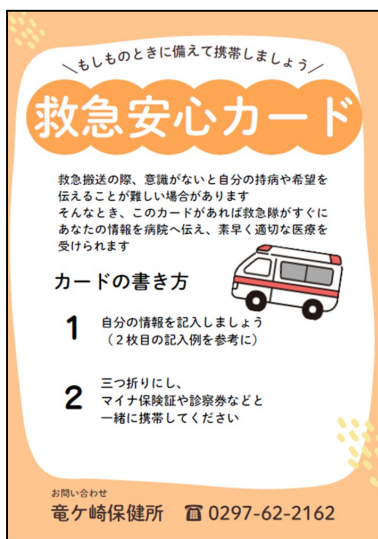 もしものときに備えて携帯しましょう
救急安心カード
救急搬送の際、意識がないと自分の持病や希望を
伝えることが難しい場合があります
そんなとき、このカードがあれば救急隊がすぐに
あなたの情報を病院へ伝え、素早く適切な医療を
受けられます
カードの書き方
1 自分の情報を記入しましょう
（２枚目の記入例を参考に）
2 三つ折りにし、
マイナ保険証や診察券などと
一緒に携帯してください
お問い合わせ
竜ケ崎保健所 ☎ 0297-62-2162